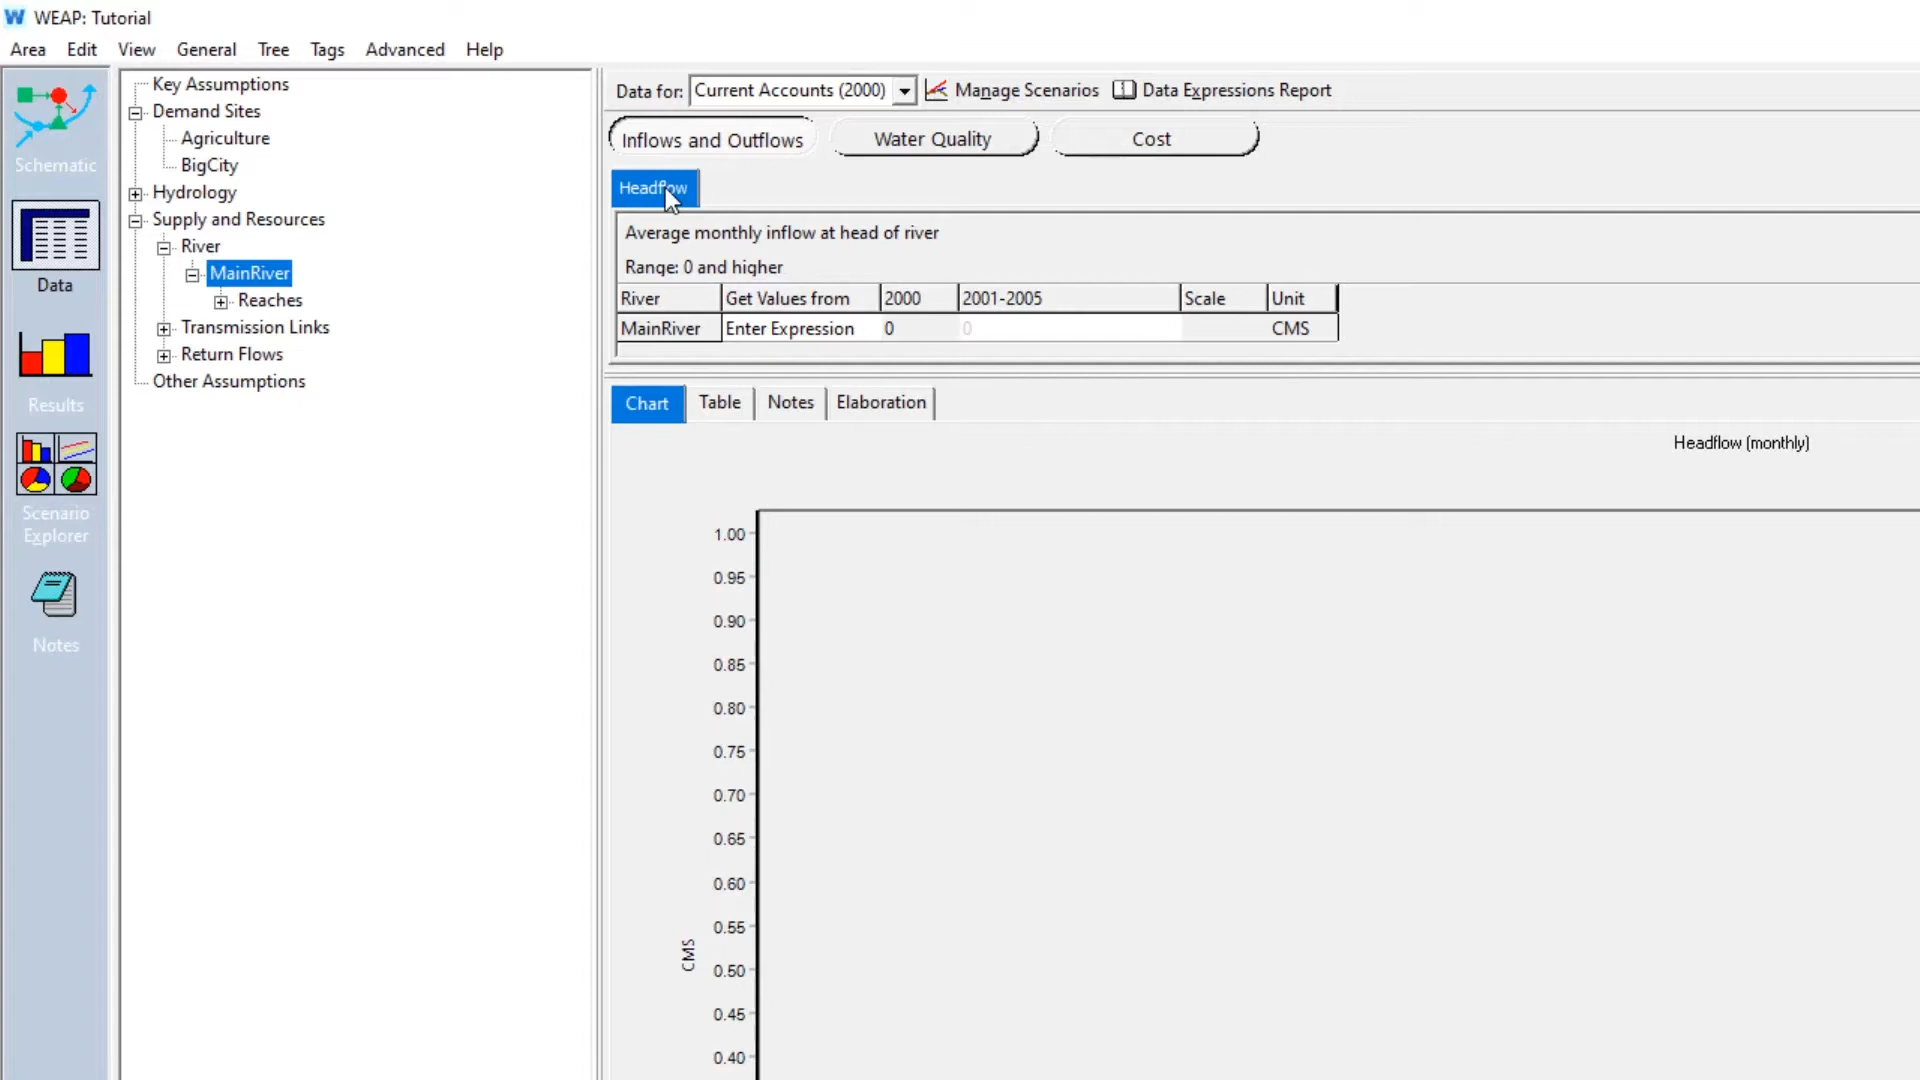 WEAP: Tutorial
Area Edit View General Tree Tags Advanced Help
Schematic
Data
Results
Scenario
Explorer
Notes
Key Assumptions
Demand Sites
Agriculture
BigCity
Hydrology
Supply and Resources
River
MainRiver
Reaches
Transmission Links
Return Flows
Other Assumptions
Data for: Current Accounts (2000) Manage Scenarios Data Expressions Report
Inflows and Outflows Water Quality Cost
Headflow
Average monthly inflow at head of river
Range: 0 and higher
River Get Values from 2000 2001-2005 Scale Unit
MainRiver Enter Expression 0 0 CMS
Chart Table Notes Elaboration
Headflow (monthly)
1.00
0.95
0.90
0.85
0.80
0.75
0.70
0.65
0.60
0.55
0.50
0.45
0.40
CMS